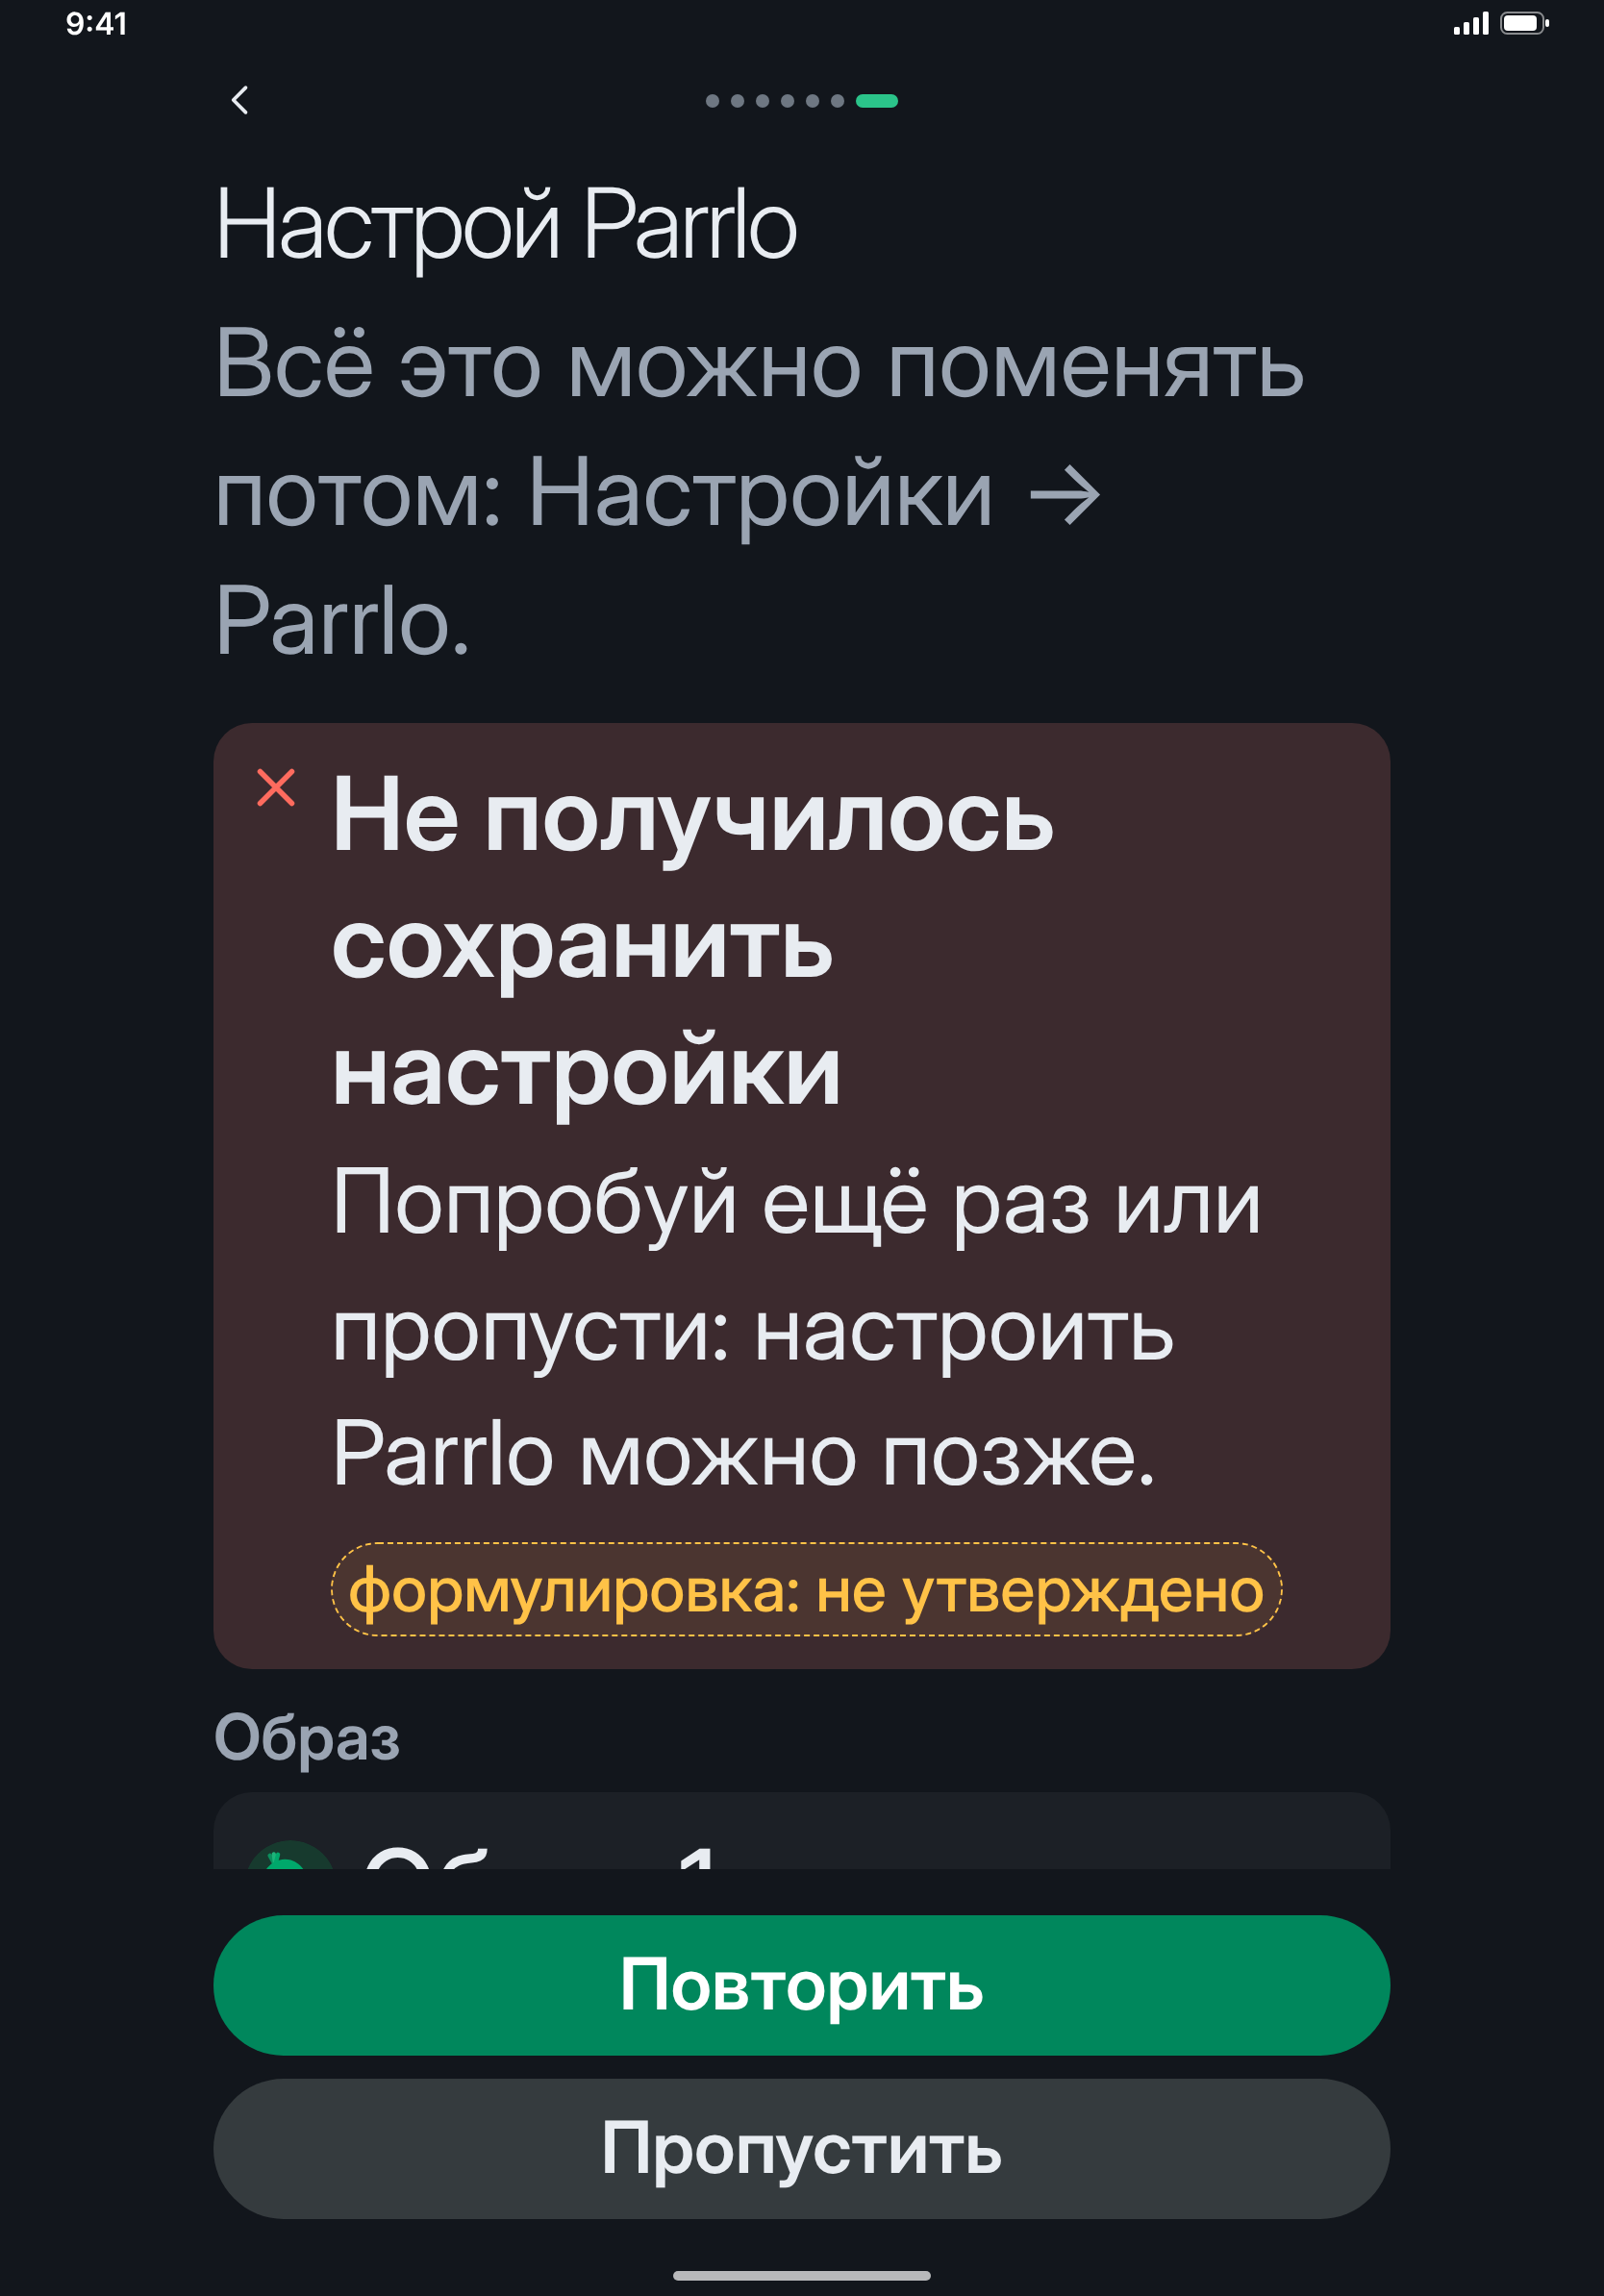 9:41
Настрой Parrlo
Всё это можно поменять
потом: Настройки →
Parrlo.
Не получилось
сохранить
настройки
Попробуй ещё раз или
пропусти: настроить
Parrlo можно позже.
формулировка: не утверждено
Образ
Повторить
Пропустить